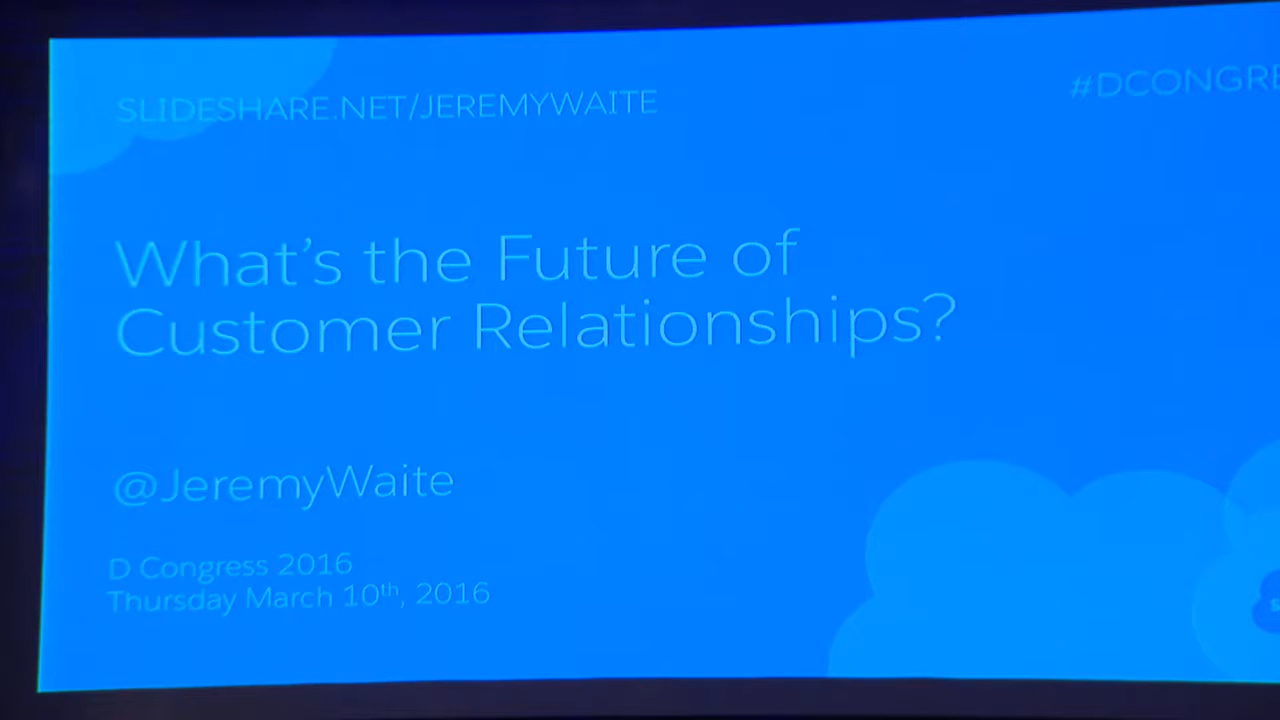 SLIDESHARE.NET/JEREMYWAITE
#DCONGRE
What's the Future of
Customer Relationships?
@JeremyWaite
D Congress 2016
Thursday March 10th, 2016